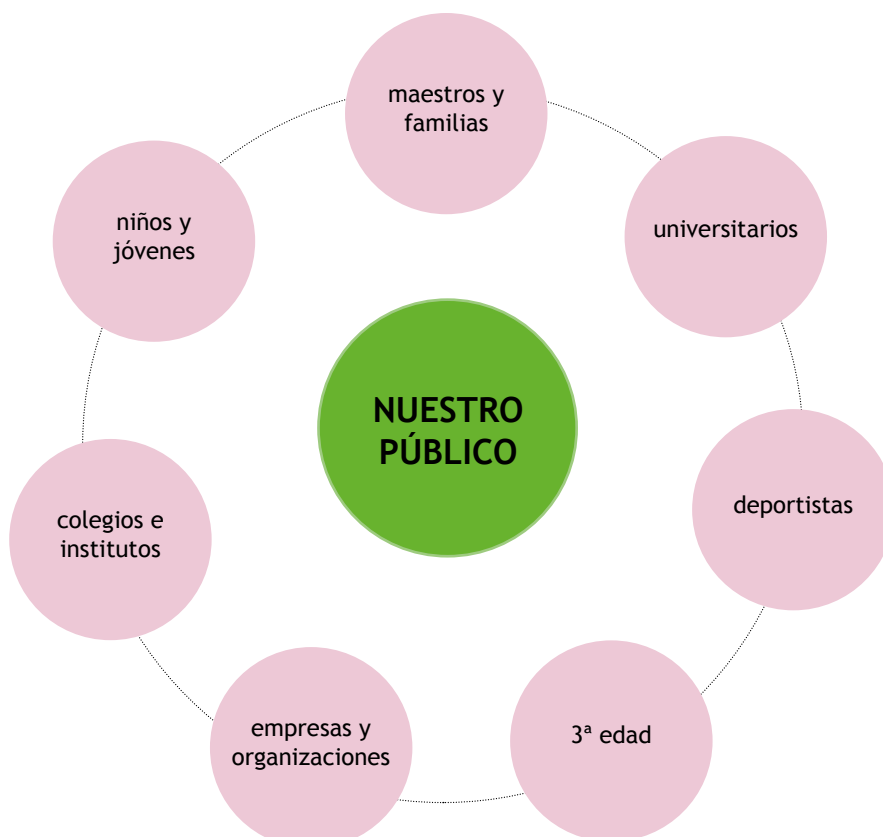 maestros y
familias
universitarios
niños y
jóvenes
NUESTRO
PÚBLICO
deportistas
colegios e
institutos
empresas y
organizaciones
3ª edad